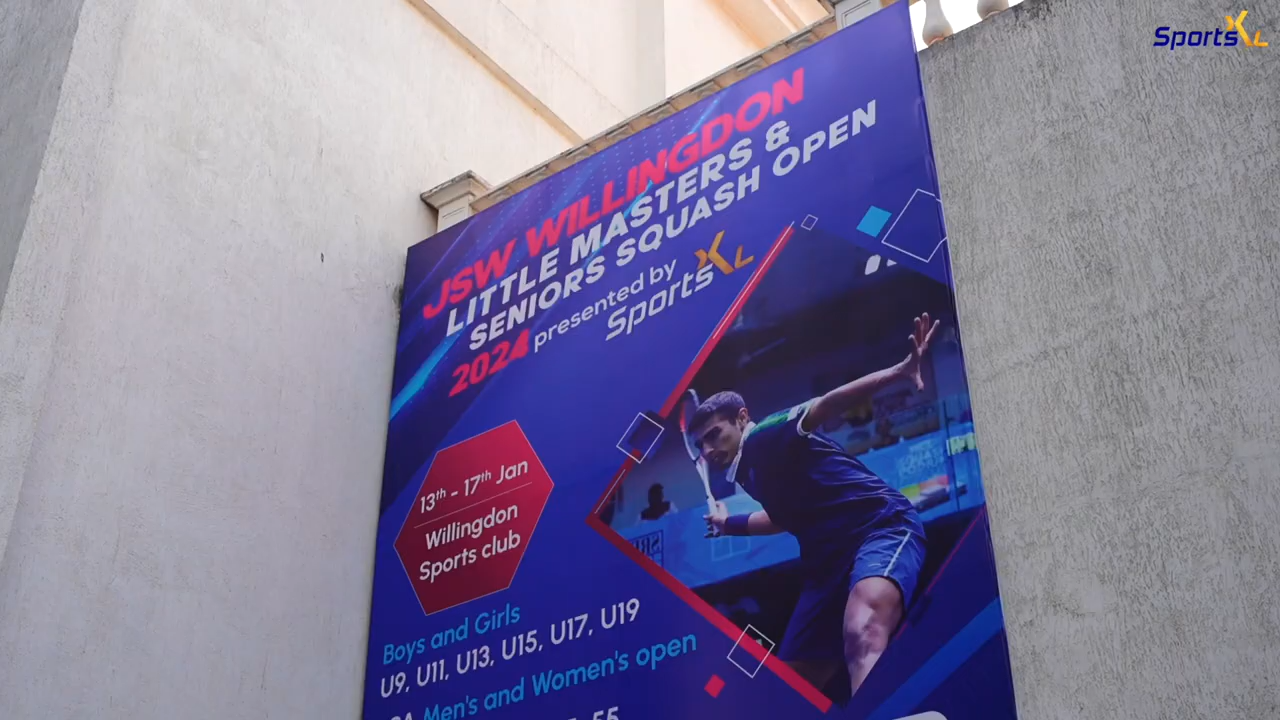 SportsXL
JSW WILLINGDON
LITTLE MASTERS &
SENIORS SQUASH OPEN
2024 presented by SportsXL
13th - 17th Jan
Willingdon
Sports club
Boys and Girls
U9, U11, U13, U15, U17, U19
Men's and Women's open
55